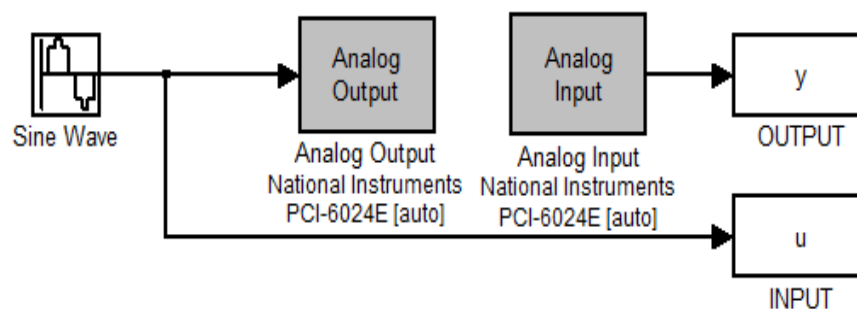 Sine Wave
Analog
Output
Analog Output
National Instruments
PCI-6024E [auto]
Analog
Input
Analog Input
National Instruments
PCI-6024E [auto]
y
OUTPUT
u
INPUT